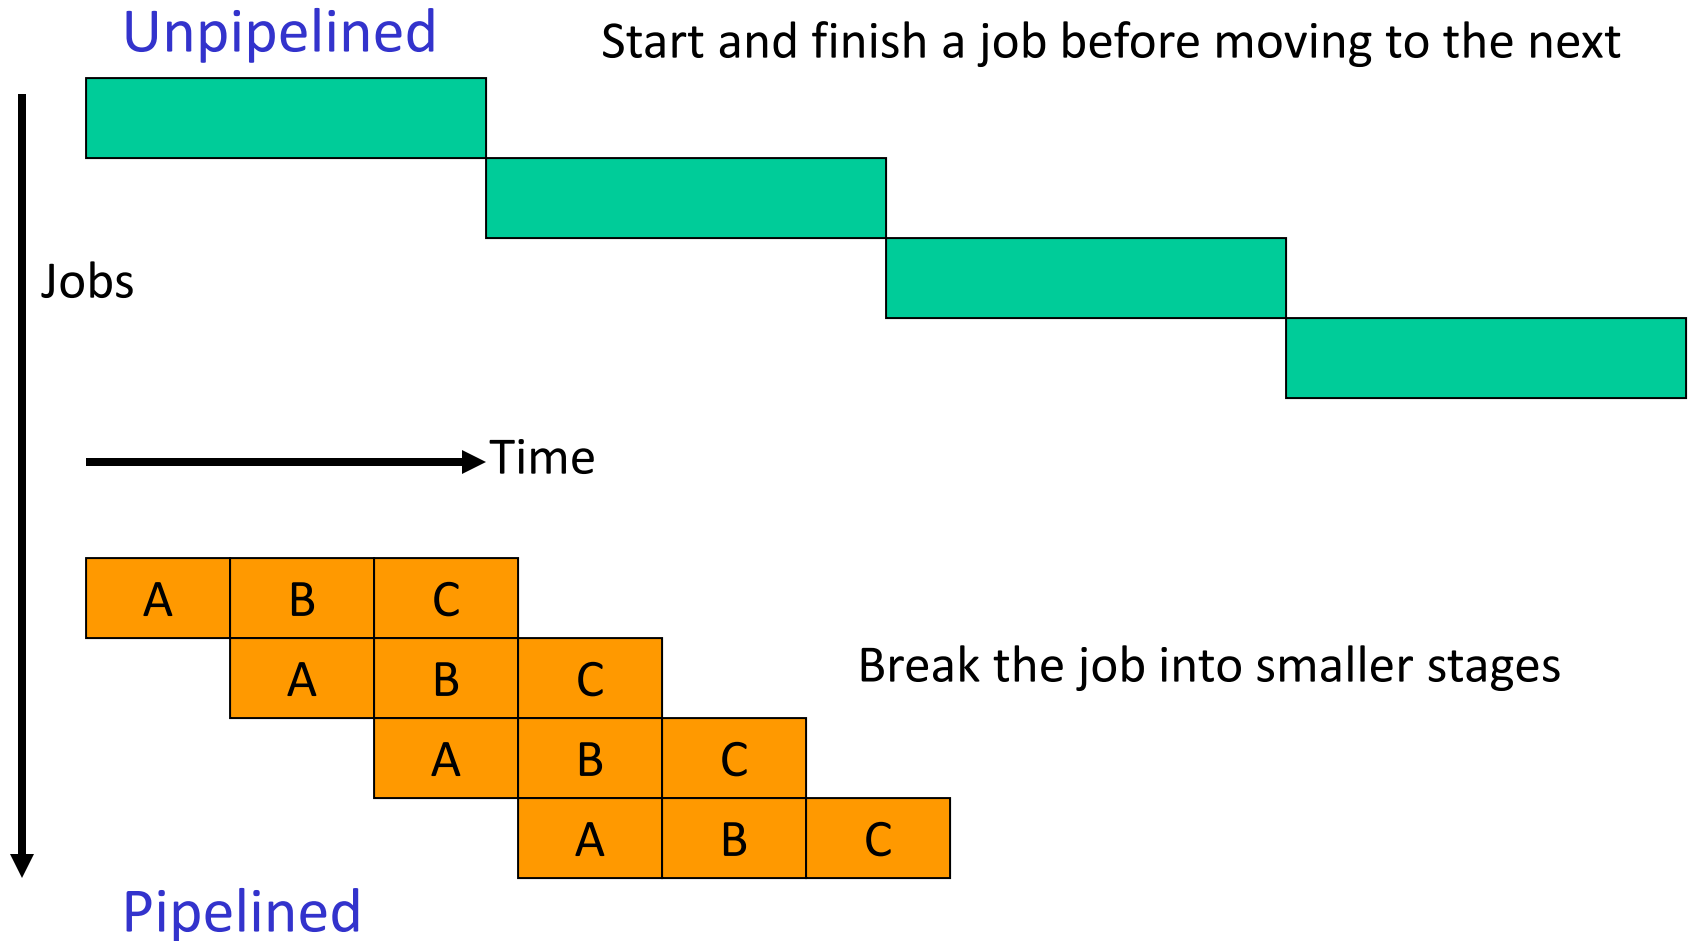 Unpipelined
Start and finish a job before moving to the next
Jobs
Time
A B C
A B C
Break the job into smaller stages
A B C
A B C
Pipelined